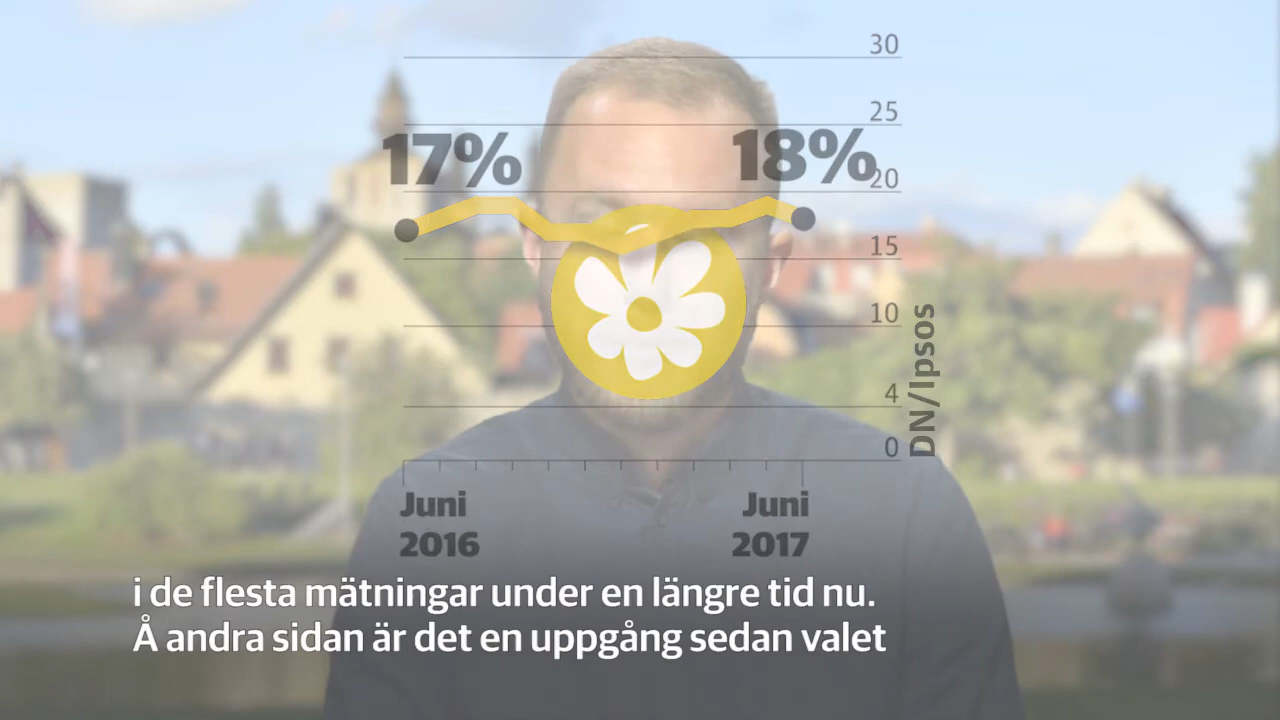 30
25
17% 18%
20
15
10
4
0
DN/Ipsos
Juni Juni
2016 2017
i de flesta mätningar under en längre tid nu.
Å andra sidan är det en uppgång sedan valet